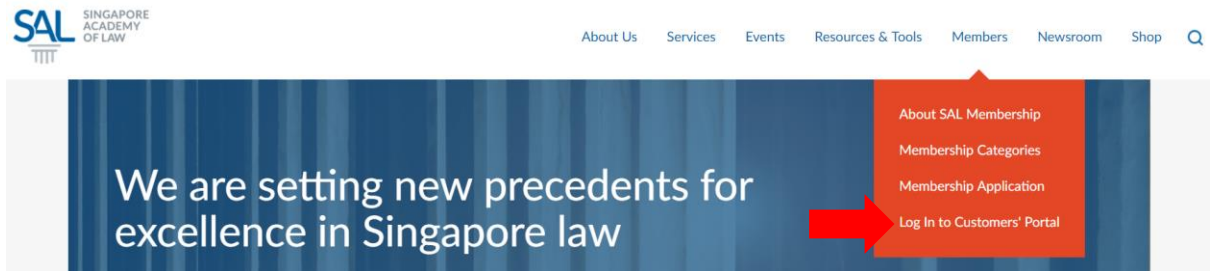 SAL
SINGAPORE
ACADEMY
OF LAW
About Us Services Events Resources & Tools Members Newsroom Shop
About SAL Membership
Membership Categories
Membership Application
Log In to Customers' Portal
We are setting new precedents for
excellence in Singapore law